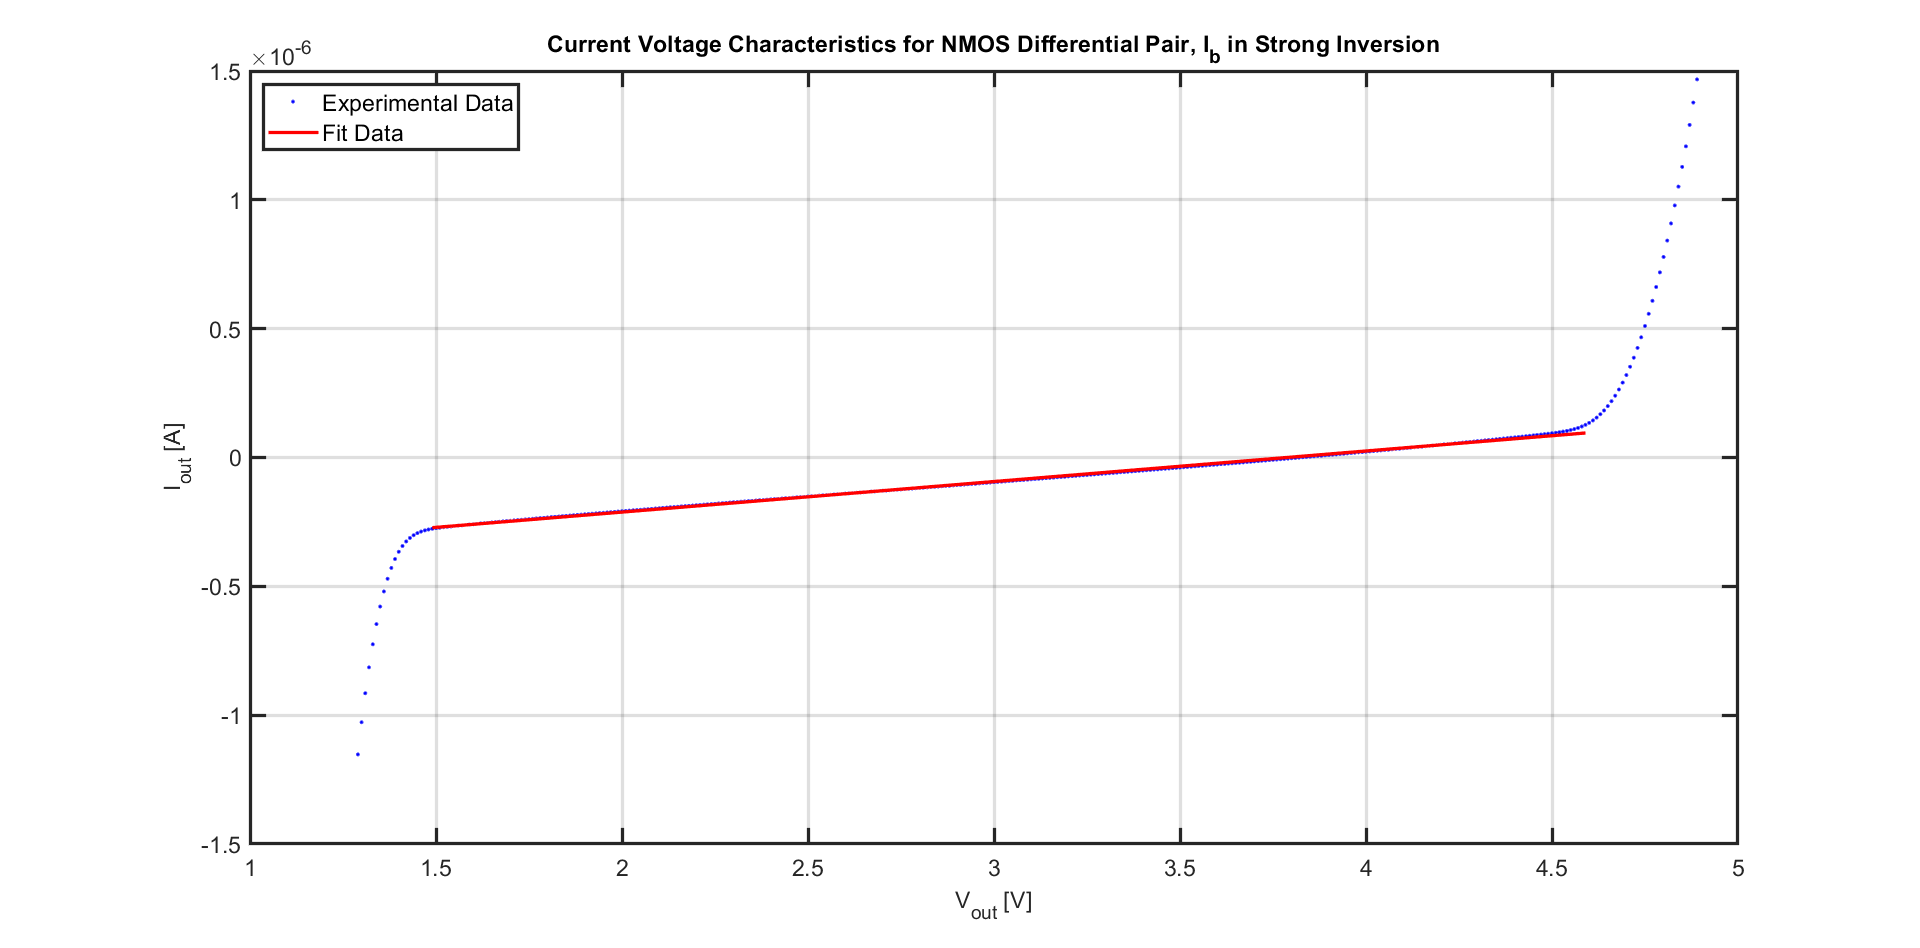 Current Voltage Characteristics for NMOS Differential Pair, I_b in Strong Inversion
×10^-6
1.5
1
0.5
0
-0.5
-1
-1.5
Experimental Data
Fit Data
I_out [A]
1 1.5 2 2.5 3 3.5 4 4.5 5
V_out [V]